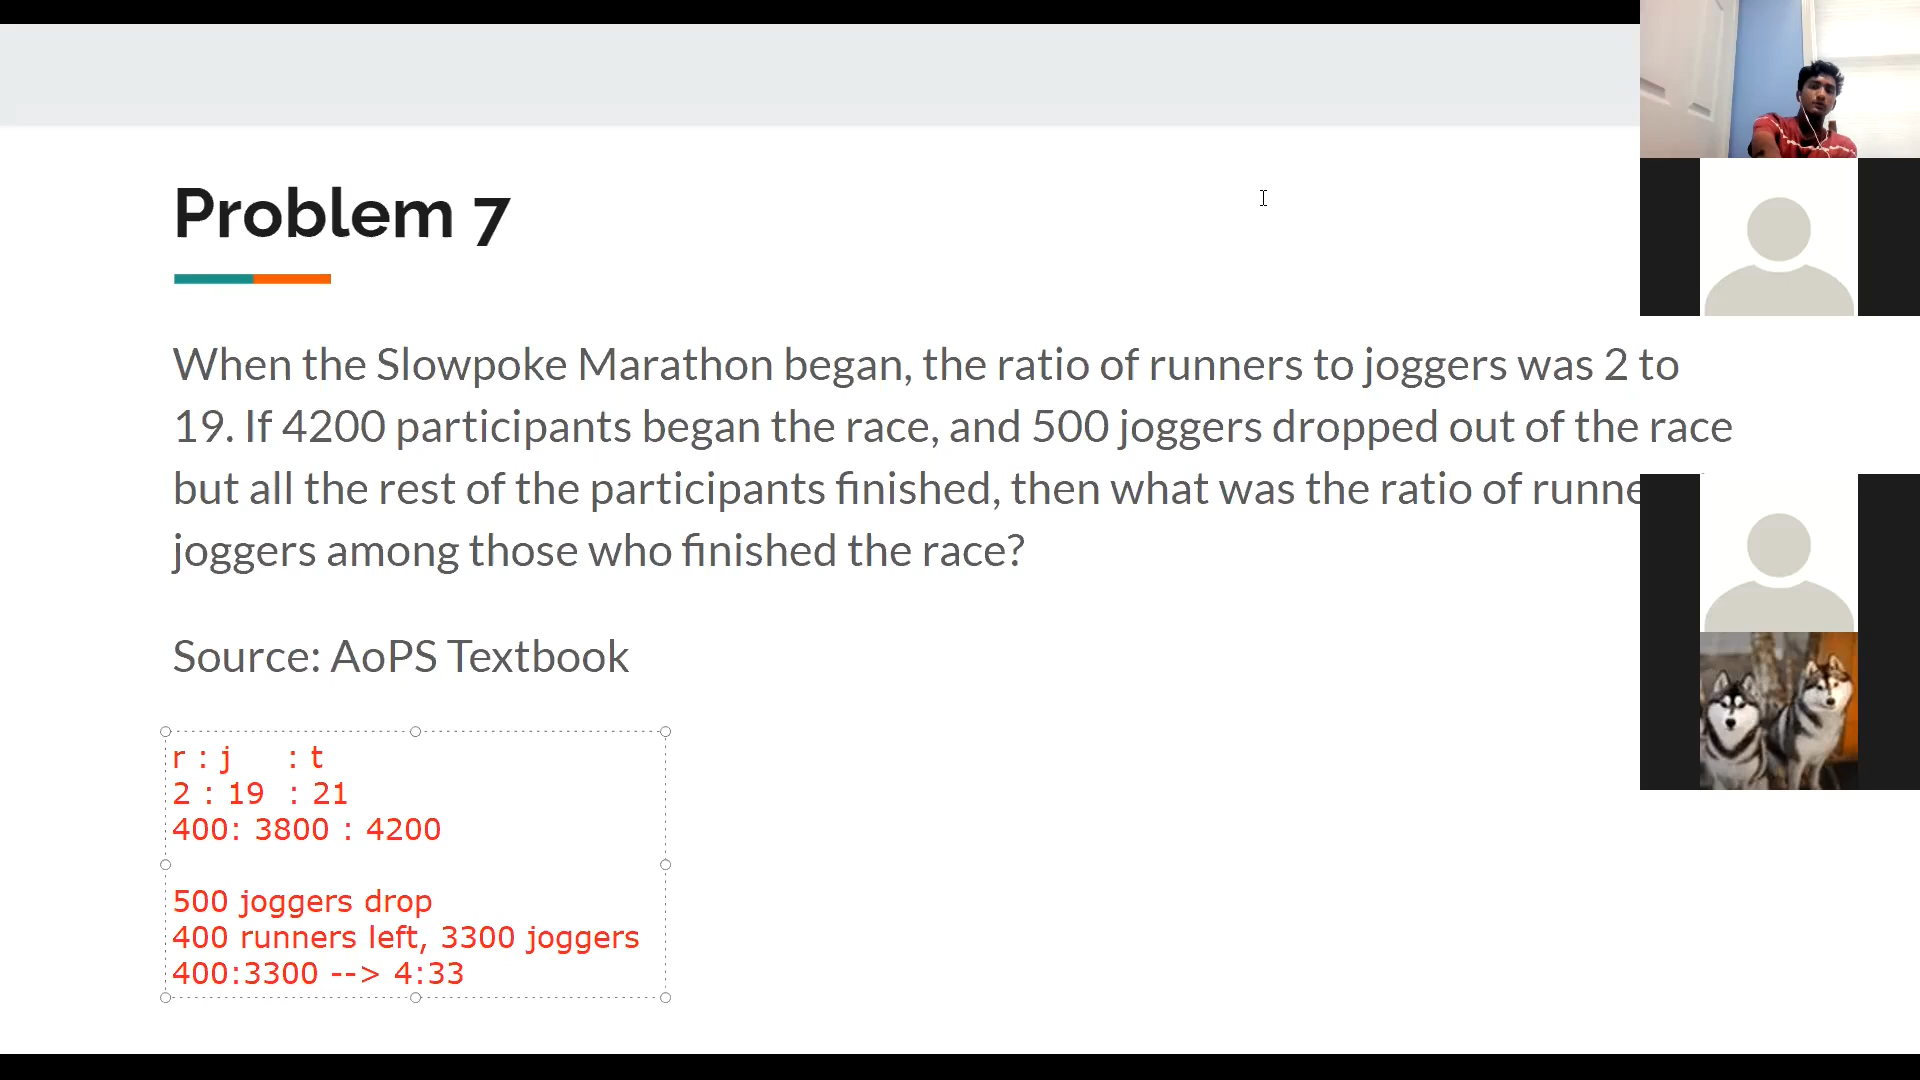 Problem 7
When the Slowpoke Marathon began, the ratio of runners to joggers was 2 to
19. If 4200 participants began the race, and 500 joggers dropped out of the race
but all the rest of the participants finished, then what was the ratio of
joggers among those who finished the race?
Source: AoPS Textbook
r : j : t
2 : 19 : 21
400: 3800 : 4200
500 joggers drop
400 runners left, 3300 joggers
400:3300 --> 4:33